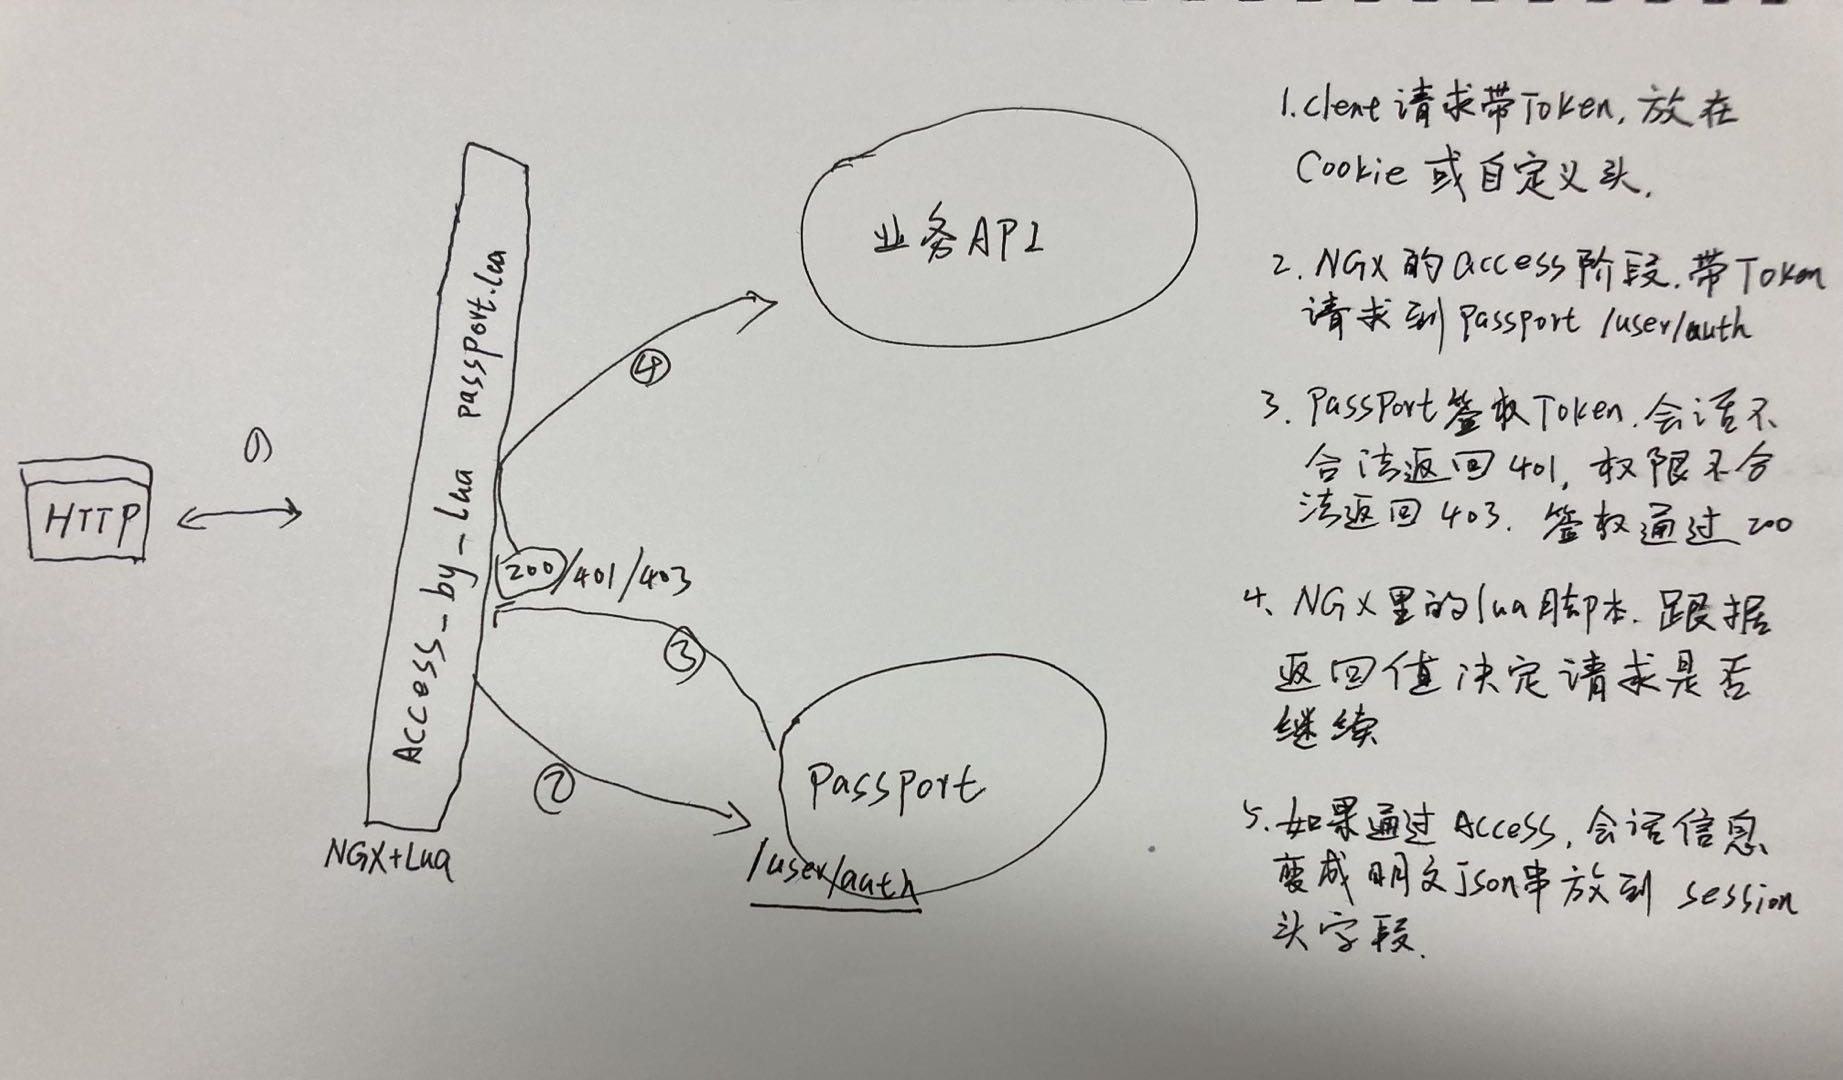 HTTP
①
Access_by_Lua passport.lua
NGX+Lua
业务API
④
200/401/403
③
②
Passport
/user/auth
1.Clent 请求带Token,放在
Cookie 或自定义头.
2.NGX的access阶段.带Token
请求到passport /user/auth
3.PassPort签权Token.会话不
合法返回401,权限不合
法返回403.签权通过200
4、NGX里的lua脚本.跟据
返回值决定请求是否
继续
5.如果通过Access,会话信息
变成明文json串放到session
头字段.